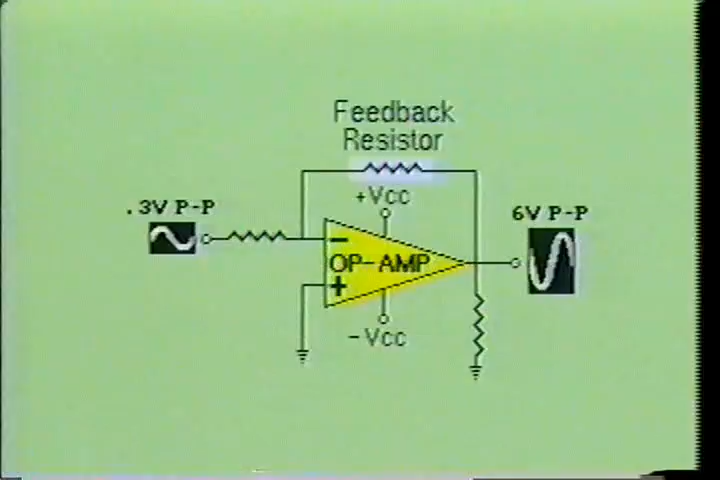 Feedback
Resistor
+Vcc
.3V P-P
6V P-P
−
OP-AMP
+
-Vcc